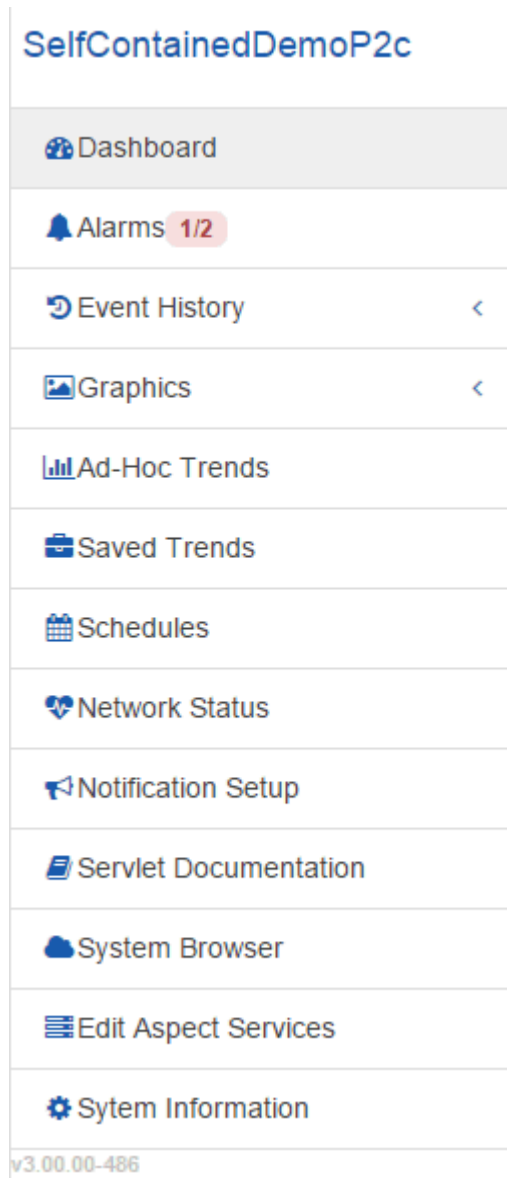 SelfContainedDemoP2c
Dashboard
Alarms 1/2
Event History
Graphics
Ad-Hoc Trends
Saved Trends
Schedules
Network Status
Notification Setup
Servlet Documentation
System Browser
Edit Aspect Services
Sytem Information
v3.00.00-486